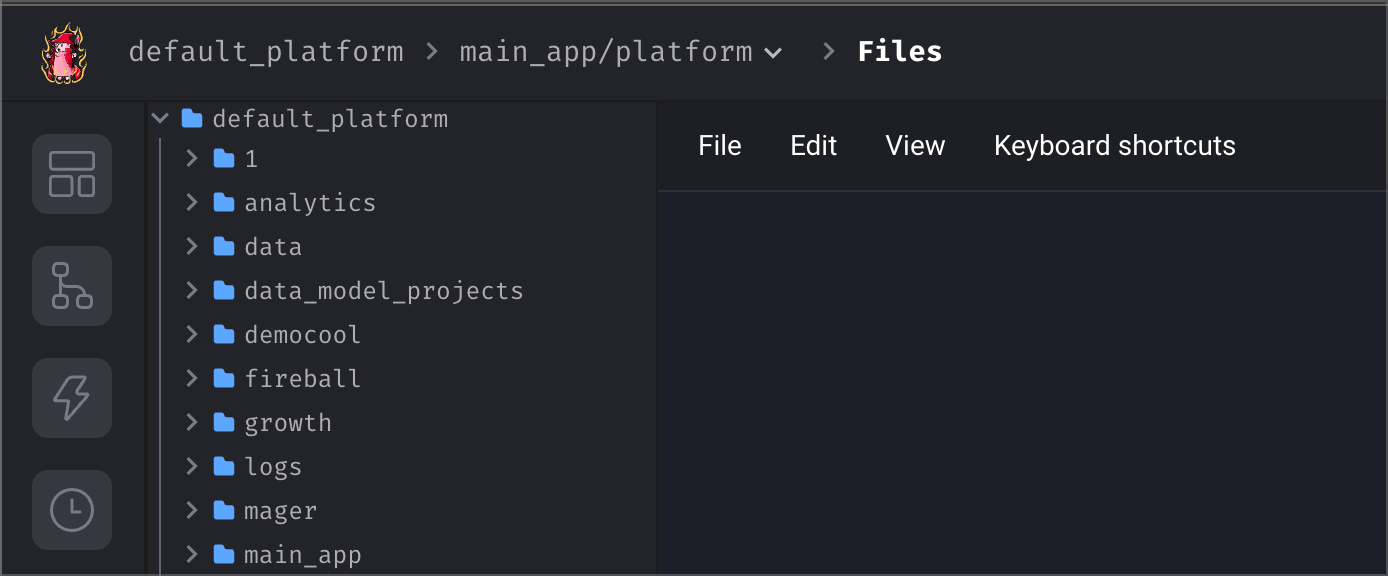 default_platform > main_app/platform > Files
default_platform
File Edit View Keyboard shortcuts
1
analytics
data
data_model_projects
democool
fireball
growth
logs
mager
main_app